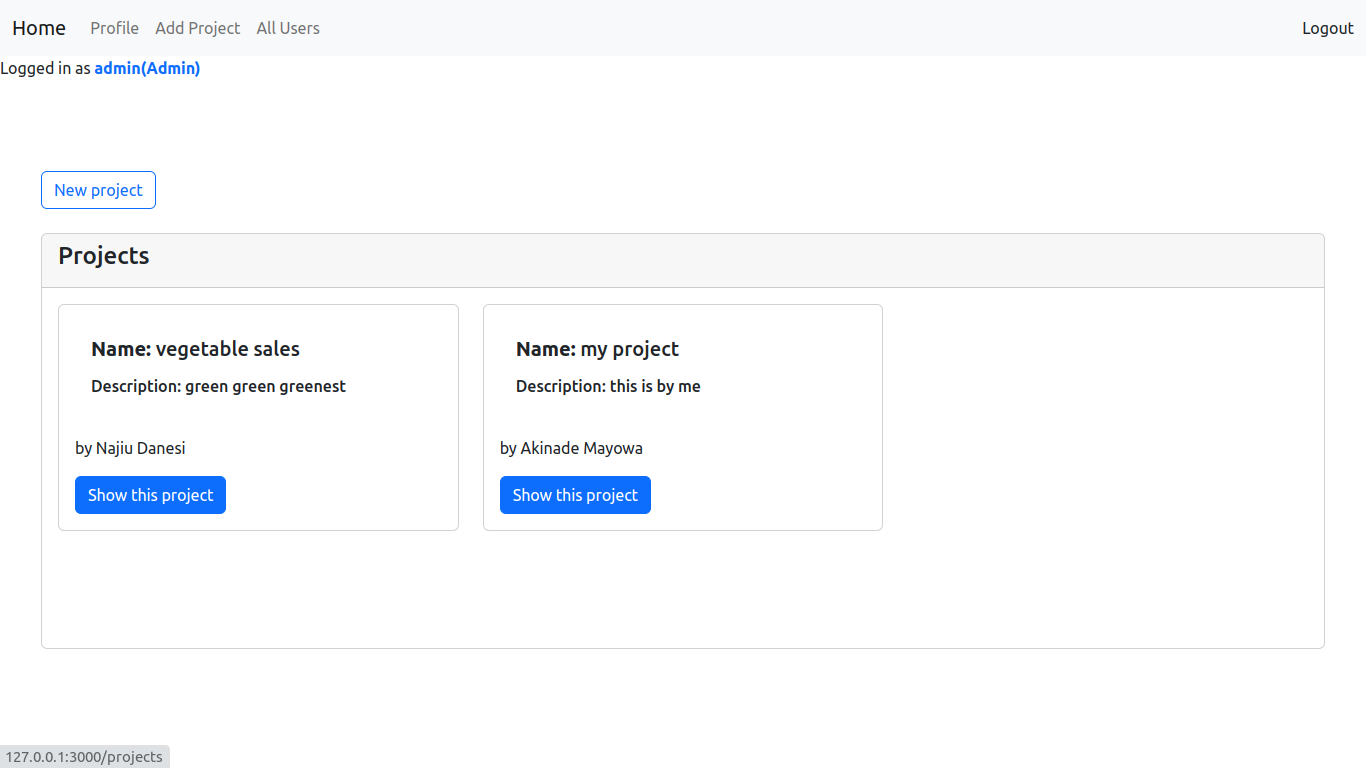 Home Profile Add Project All Users Logout
Logged in as admin(Admin)
New project
Projects
Name: vegetable sales
Description: green green greenest
by Najiu Danesi
Show this project
Name: my project
Description: this is by me
by Akinade Mayowa
Show this project
127.0.0.1:3000/projects